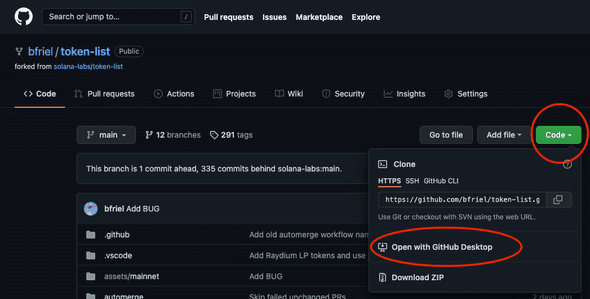 Search or jump to...
/
Pull requests Issues Marketplace Explore
bfriel / token-list Public
forked from solana-labs/token-list
<> Code Pull requests Actions Projects Wiki Security Insights Settings
main 12 branches 291 tags Go to file Add file Code
This branch is 1 commit ahead, 335 commits behind solana-labs:main.
Clone
HTTPS SSH GitHub CLI
https://github.com/bfriel/token-list.g
Use Git or checkout with SVN using the web URL.
Open with GitHub Desktop
Download ZIP
bfriel Add BUG
.github Add old automerge workflow nam
.vscode Add Raydium LP tokens and use
assets/mainnet Add BUG
automerge Skip failed unchanged PRs
2 days ago